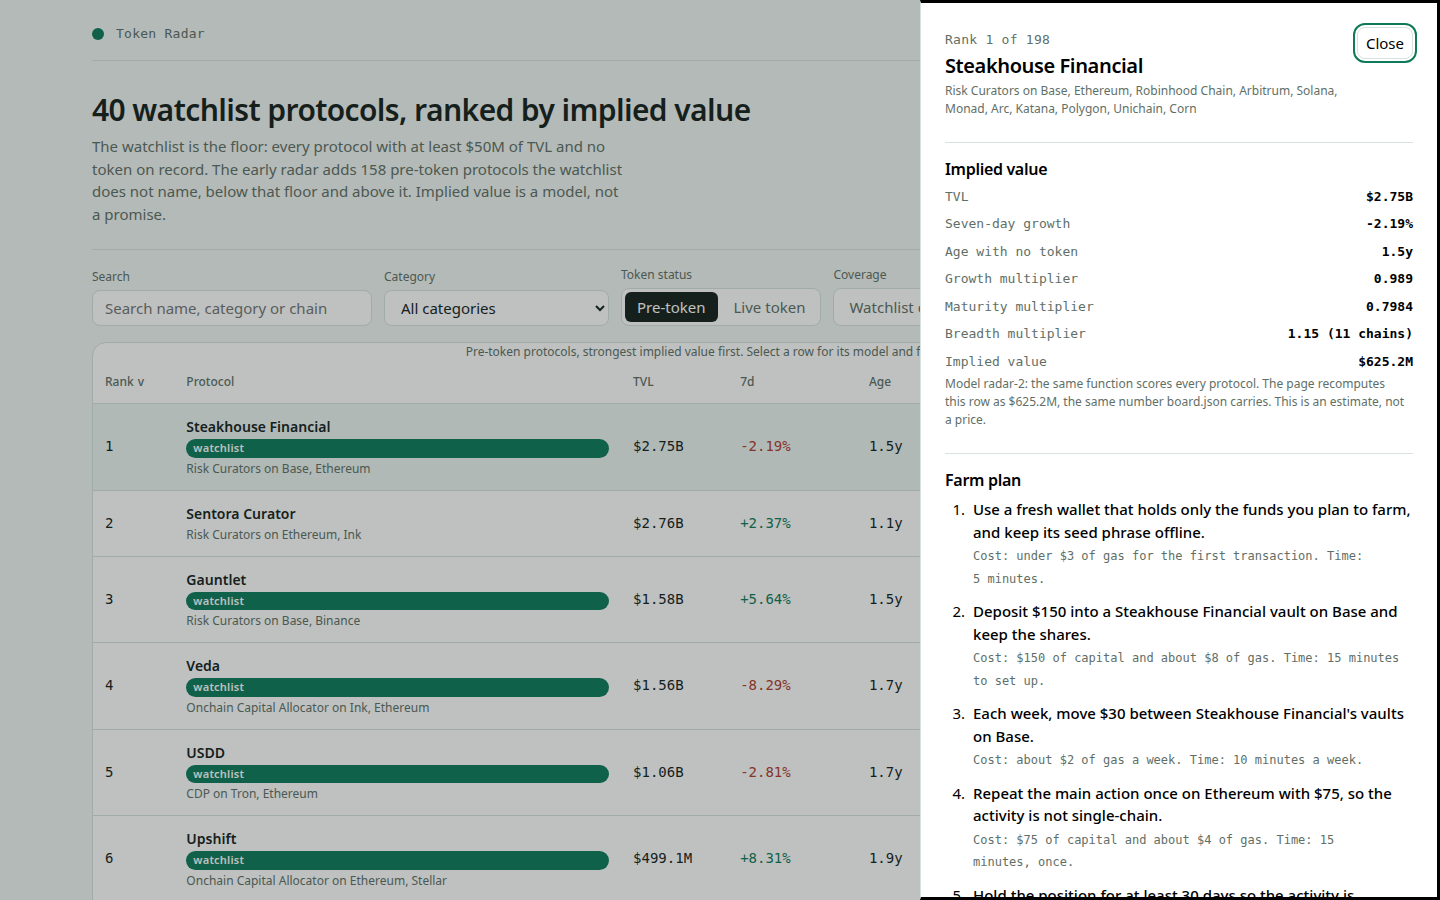 Token Radar
40 watchlist protocols, ranked by implied value
The watchlist is the floor: every protocol with at least $50M of TVL and no
token on record. The early radar adds 158 pre-token protocols the watchlist
does not name, below that floor and above it. Implied value is a model, not
a promise.
Search
Category
Token status
Coverage
Search name, category or chain
All categories
Pre-token
Live token
Watchlist
Pre-token protocols, strongest implied value first. Select a row for its model and
Rank v
Protocol
TVL
7d
Age
1
Steakhouse Financial
watchlist
Risk Curators on Base, Ethereum
$2.75B
-2.19%
1.5y
2
Sentora Curator
Risk Curators on Ethereum, Ink
$2.76B
+2.37%
1.1y
3
Gauntlet
watchlist
Risk Curators on Base, Binance
$1.58B
+5.64%
1.5y
4
Veda
watchlist
Onchain Capital Allocator on Ink, Ethereum
$1.56B
-8.29%
1.7y
5
USDD
watchlist
CDP on Tron, Ethereum
$1.06B
-2.81%
1.7y
6
Upshift
watchlist
Onchain Capital Allocator on Ethereum, Stellar
$499.1M
+8.31%
1.9y
Rank 1 of 198
Close
Steakhouse Financial
Risk Curators on Base, Ethereum, Robinhood Chain, Arbitrum, Solana,
Monad, Arc, Katana, Polygon, Unichain, Corn
Implied value
TVL $2.75B
Seven-day growth -2.19%
Age with no token 1.5y
Growth multiplier 0.989
Maturity multiplier 0.7984
Breadth multiplier 1.15 (11 chains)
Implied value $625.2M
Model radar-2: the same function scores every protocol. The page recomputes
this row as $625.2M, the same number board.json carries. This is an estimate, not
a price.
Farm plan
1. Use a fresh wallet that holds only the funds you plan to farm,
and keep its seed phrase offline.
Cost: under $3 of gas for the first transaction. Time:
5 minutes.
2. Deposit $150 into a Steakhouse Financial vault on Base and
keep the shares.
Cost: $150 of capital and about $8 of gas. Time: 15 minutes
to set up.
3. Each week, move $30 between Steakhouse Financial's vaults
on Base.
Cost: about $2 of gas a week. Time: 10 minutes a week.
4. Repeat the main action once on Ethereum with $75, so the
activity is not single-chain.
Cost: $75 of capital and about $4 of gas. Time: 15
minutes, once.
5. Hold the position for at least 30 days so the activity is